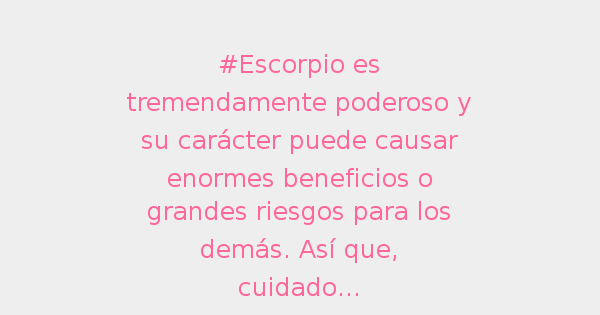 #Escorpio es
tremendamente poderoso y
su carácter puede causar
enormes beneficios o
grandes riesgos para los
demás. Así que,
cuidado...